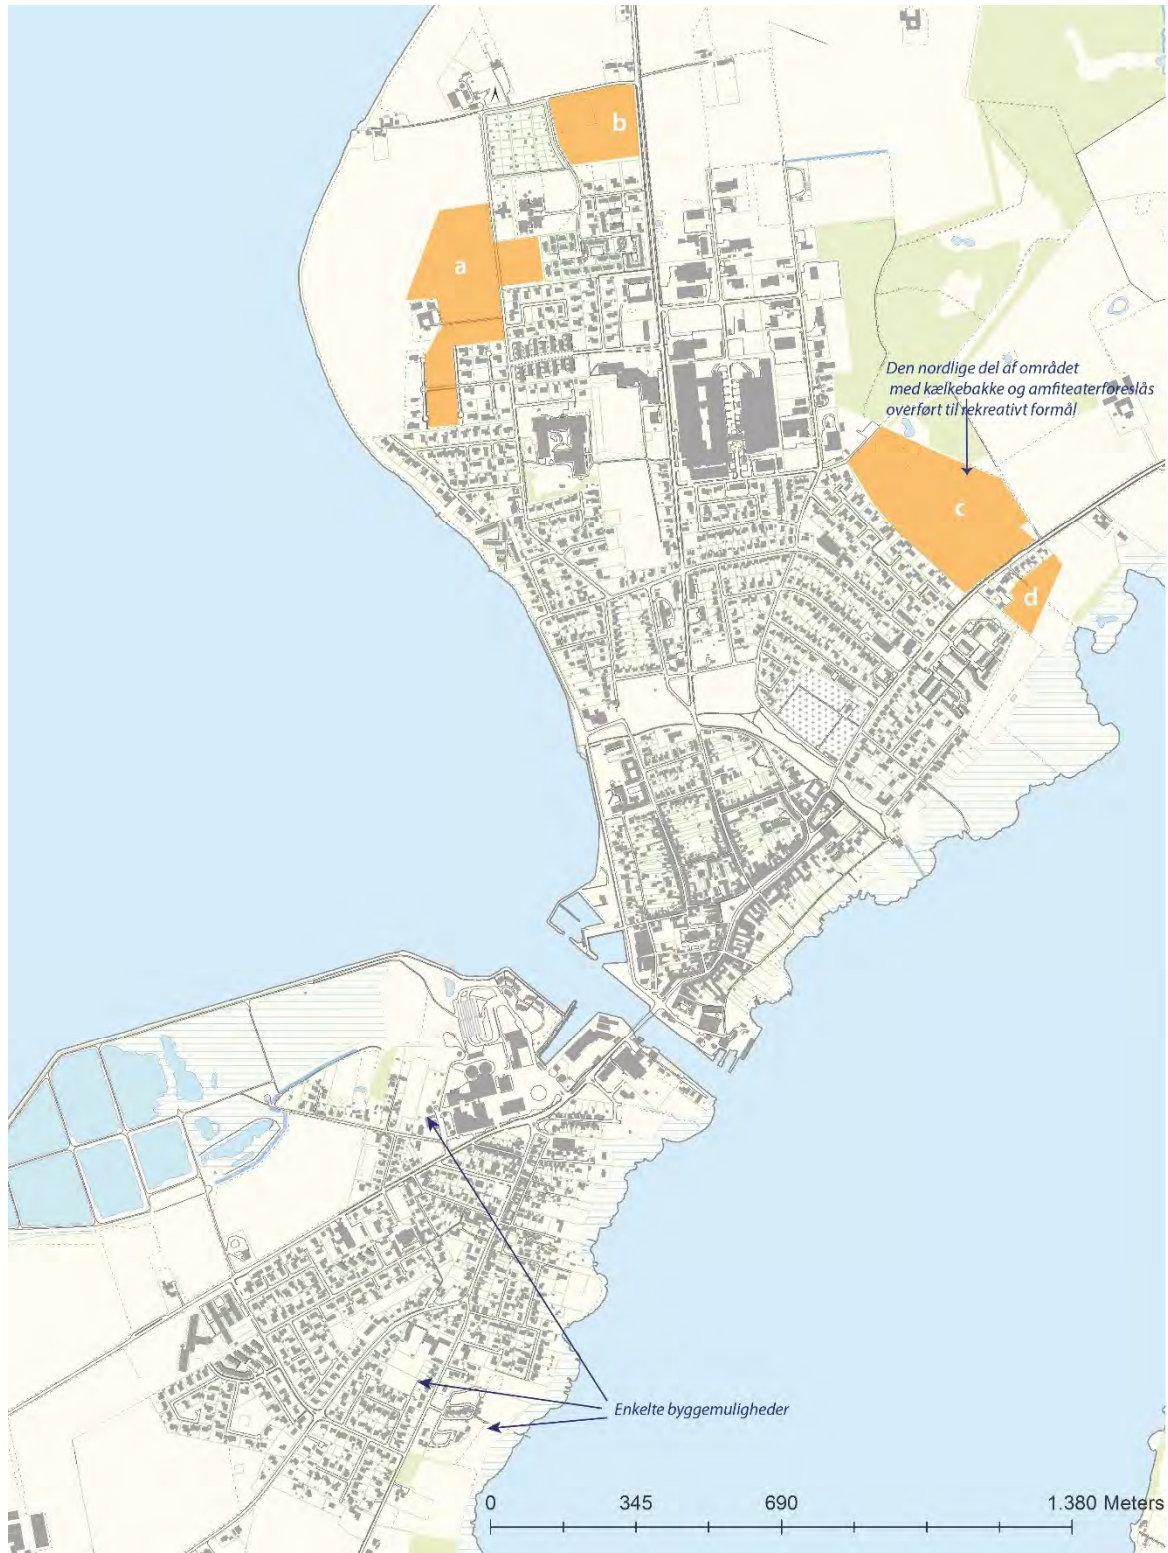 b
a
Den nordlige del af området
med kælkebakke og amfiteaterforeslås
overført til rekreativt formål
c
d
Enkelte byggemuligheder
0 345 690 1.380 Meters